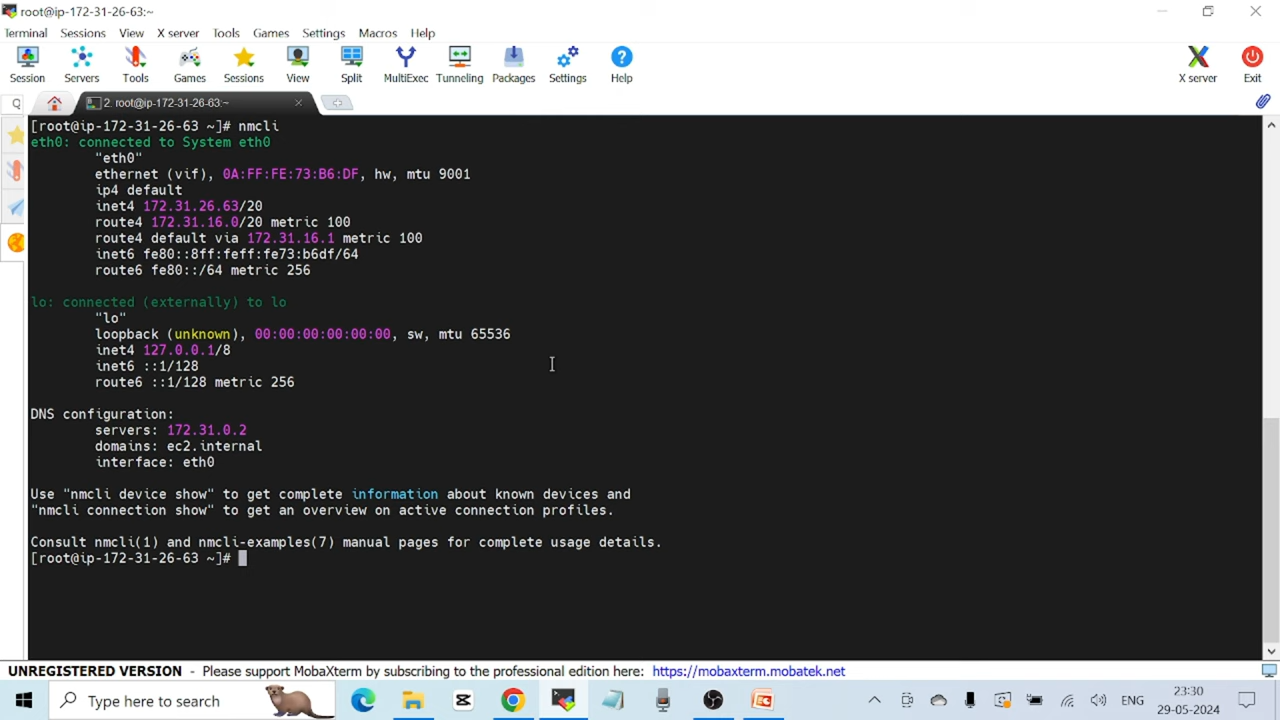 root@ip-172-31-26-63:~
Terminal Sessions View X server Tools Games Settings Macros Help
Session Servers Tools Games Sessions View Split MultiExec Tunneling Packages Settings Help X server Exit
2. root@ip-172-31-26-63:~
[root@ip-172-31-26-63 ~]# nmcli
eth0: connected to System eth0
"eth0"
ethernet (vif), 0A:FF:FE:73:B6:DF, hw, mtu 9001
ip4 default
inet4 172.31.26.63/20
route4 172.31.16.0/20 metric 100
route4 default via 172.31.16.1 metric 100
inet6 fe80::8ff:feff:fe73:b6df/64
route6 fe80::/64 metric 256
lo: connected (externally) to lo
"lo"
loopback (unknown), 00:00:00:00:00:00, sw, mtu 65536
inet4 127.0.0.1/8
inet6 ::1/128
route6 ::1/128 metric 256
DNS configuration:
servers: 172.31.0.2
domains: ec2.internal
interface: eth0
Use "nmcli device show" to get complete information about known devices and
"nmcli connection show" to get an overview on active connection profiles.
Consult nmcli(1) and nmcli-examples(7) manual pages for complete usage details.
[root@ip-172-31-26-63 ~]#
UNREGISTERED VERSION - Please support MobaXterm by subscribing to the professional edition here: https://mobaxterm.mobatek.net
Type here to search ENG 23:30
29-05-2024